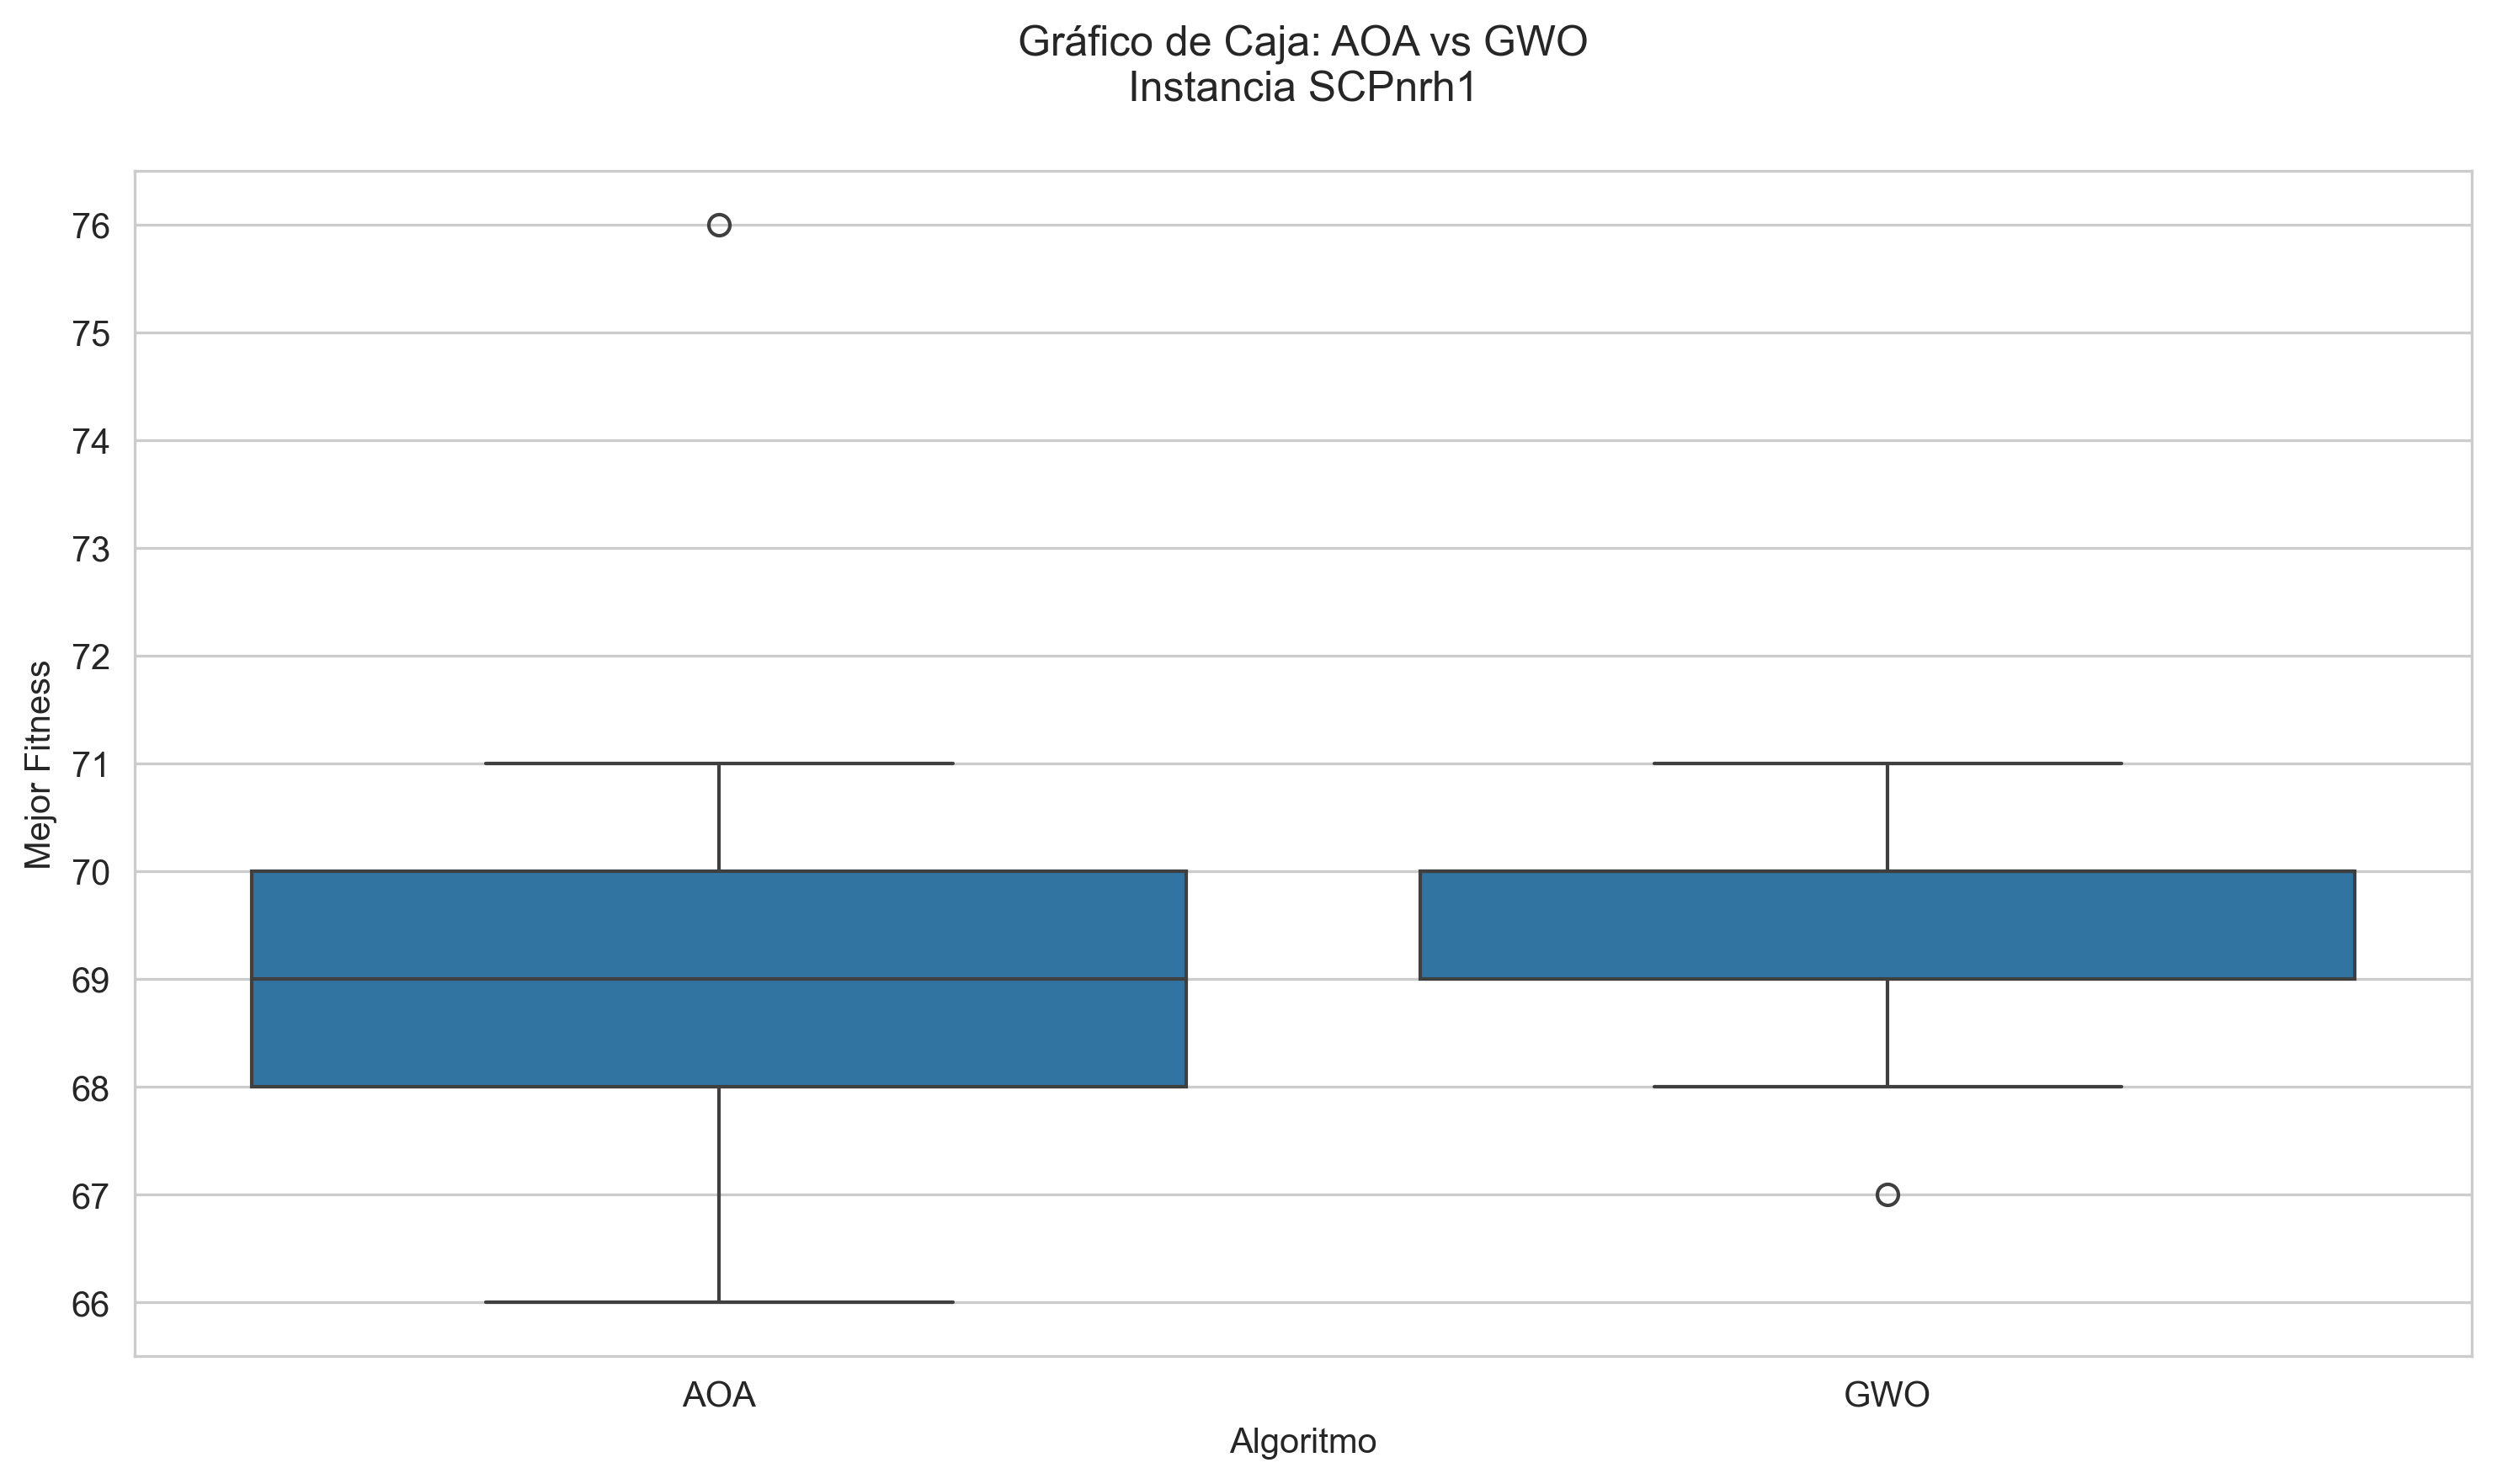 Gráfico de Caja: AOA vs GWO
Instancia SCPnrh1
Mejor Fitness
76
75
74
73
72
71
70
69
68
67
66
AOA
GWO
Algoritmo